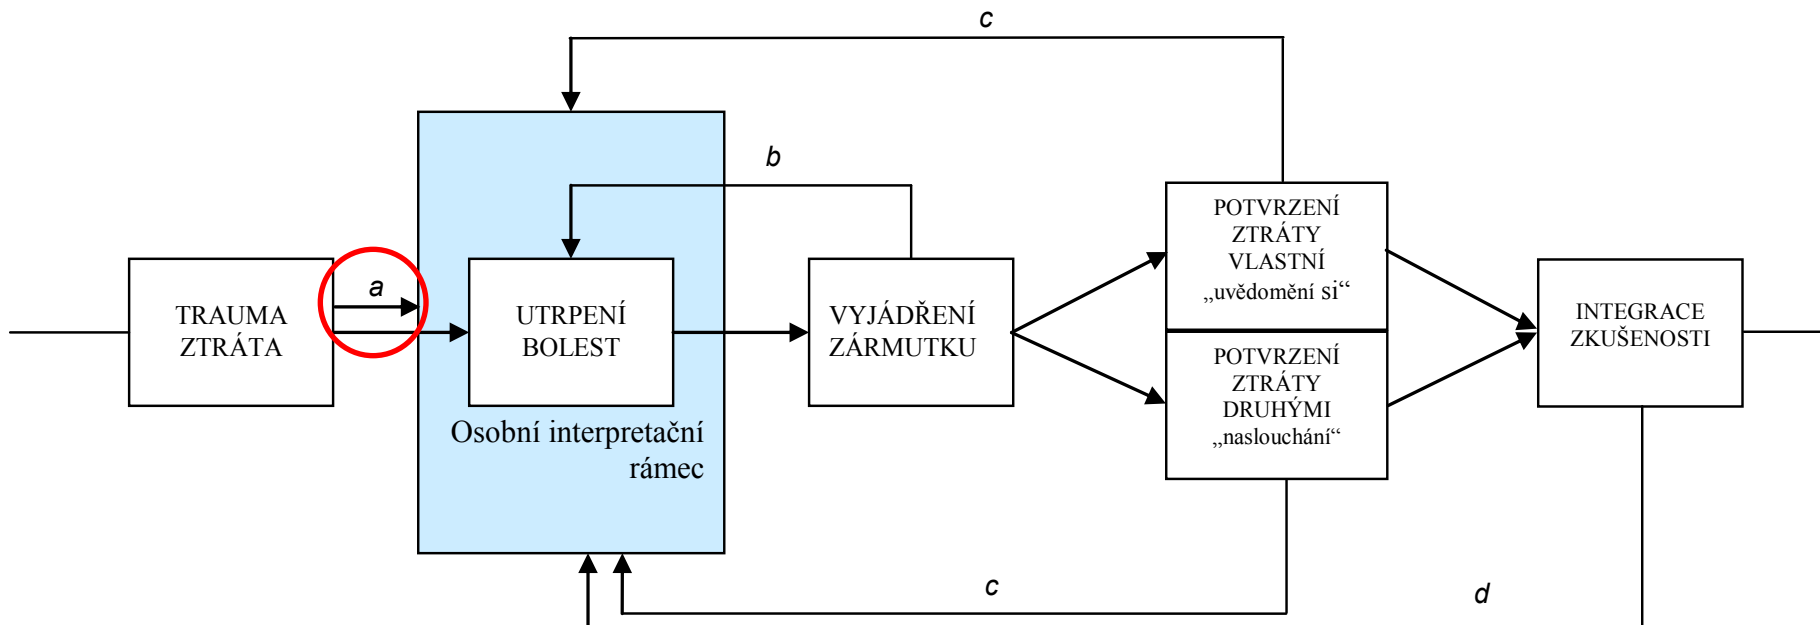 c
b
a
TRAUMA
ZTRÁTA
UTRPENÍ
BOLEST
Osobní interpretační
rámec
VYJÁDŘENÍ
ZÁRMUTKU
POTVRZENÍ
ZTRÁTY
VLASTNÍ
„uvědomění si“
POTVRZENÍ
ZTRÁTY
DRUHÝMI
„naslouchání“
INTEGRACE
ZKUŠENOSTI
c
d